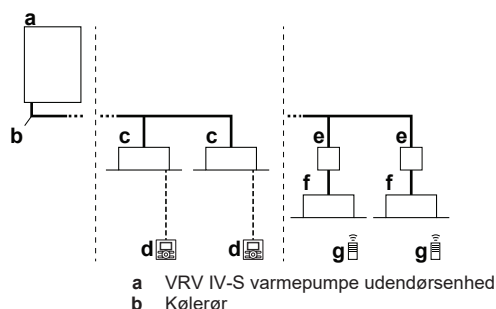 a
b
c c
d d
e e
f f
g g
a VRV IV-S varmepumpe udendørsenhed
b Kølerør